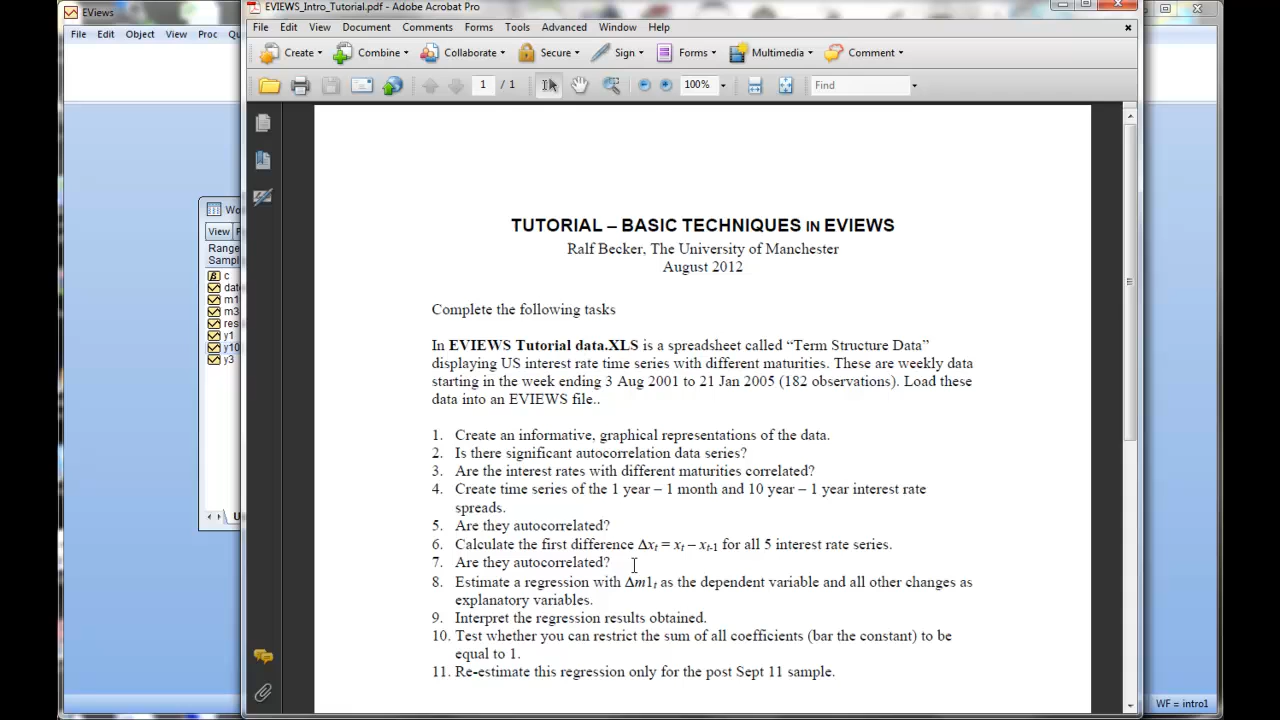 EViews
EVIEWS_Intro_Tutorial.pdf - Adobe Acrobat Pro
File Edit Object View Proc
File Edit View Document Comments Forms Tools Advanced Window Help
Create Combine Collaborate Secure Sign Forms Multimedia Comment
1 / 1 100% Find
TUTORIAL – BASIC TECHNIQUES IN EVIEWS
Ralf Becker, The University of Manchester
August 2012
Complete the following tasks
In EVIEWS Tutorial data.XLS is a spreadsheet called “Term Structure Data”
displaying US interest rate time series with different maturities. These are weekly data
starting in the week ending 3 Aug 2001 to 21 Jan 2005 (182 observations). Load these
data into an EVIEWS file..
1. Create an informative, graphical representations of the data.
2. Is there significant autocorrelation data series?
3. Are the interest rates with different maturities correlated?
4. Create time series of the 1 year – 1 month and 10 year – 1 year interest rate
spreads.
5. Are they autocorrelated?
6. Calculate the first difference Δxt = xt – xt-1 for all 5 interest rate series.
7. Are they autocorrelated?
8. Estimate a regression with Δm1t as the dependent variable and all other changes as
explanatory variables.
9. Interpret the regression results obtained.
10. Test whether you can restrict the sum of all coefficients (bar the constant) to be
equal to 1.
11. Re-estimate this regression only for the post Sept 11 sample.
View
Range
Samp
c
m1
m3
res
y1
y10
y3
WF = intro1